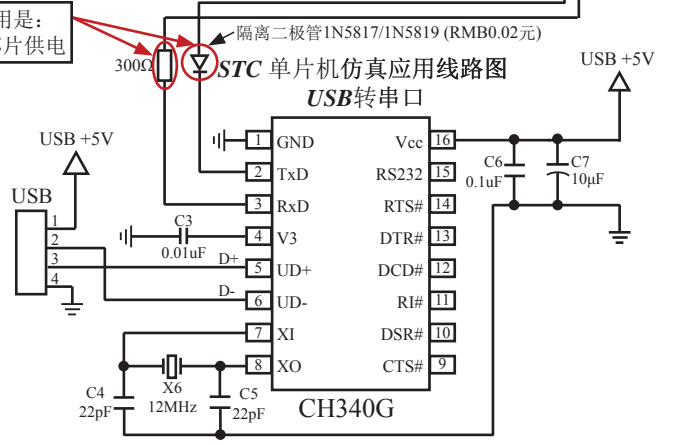 用是：
片供电
隔离二极管1N5817/1N5819 (RMB0.02元)
300Ω
STC 单片机仿真应用线路图
USB转串口
USB +5V
USB +5V
USB
1
2
3
4
1 GND
2 TxD
3 RxD
4 V3
5 UD+
6 UD-
7 XI
8 XO
Vcc 16
RS232 15
RTS# 14
DTR# 13
DCD# 12
RI# 11
DSR# 10
CTS# 9
C6
0.1uF
C7
10μF
C3
0.01uF
D+
D-
C4
22pF
X6
12MHz
C5
22pF
CH340G